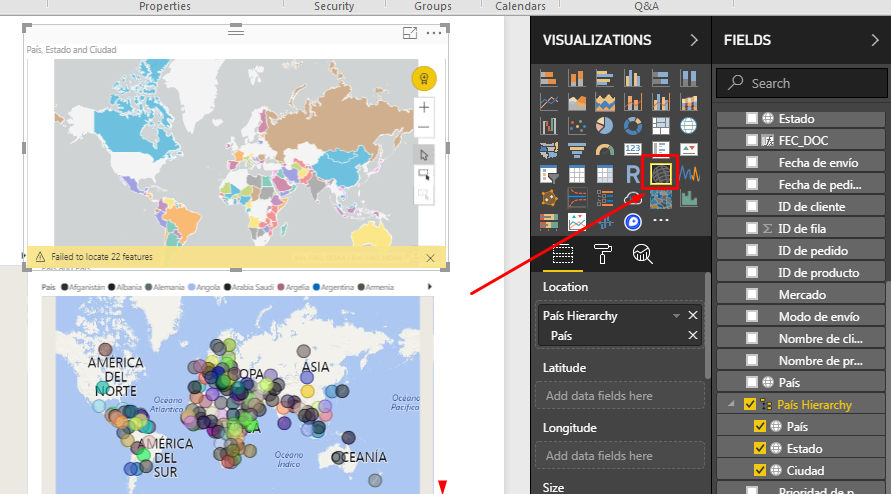 Properties Security Groups Calendars Q&A
País, Estado and Ciudad
Failed to locate 22 features
País Afganistán Albania Alemania Angola Arabia Saudí Argelia Argentina Armenia
AMÉRICA
DEL
NORTE
ASIA
OPA
Océano
Atlántico
Océano
Pacífico
CA
AMÉRICA
DEL
SUR
Océano
Índico
OCEANÍA
VISUALIZATIONS
123
R
Location
País Hierarchy
País
Latitude
Add data fields here
Longitude
Add data fields here
Size
FIELDS
Search
Estado
FEC_DOC
Fecha de envío
Fecha de pedi...
ID de cliente
ID de fila
ID de pedido
ID de producto
Mercado
Modo de envío
Nombre de cli...
Nombre de pr...
País
País Hierarchy
País
Estado
Ciudad
Prioridad de p...